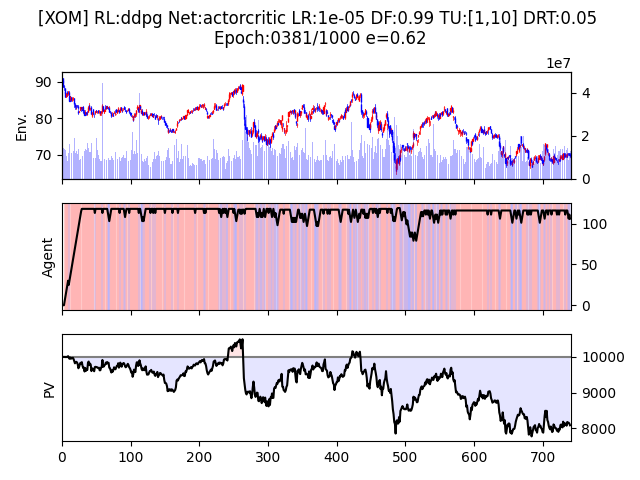 [XOM] RL:ddpg Net:actorcritic LR:1e-05 DF:0.99 TU:[1,10] DRT:0.05
Epoch:0381/1000 e=0.62
1e7
90
80
70
Env.
4
2
0
Agent
100
50
0
PV
10000
9000
8000
0 100 200 300 400 500 600 700